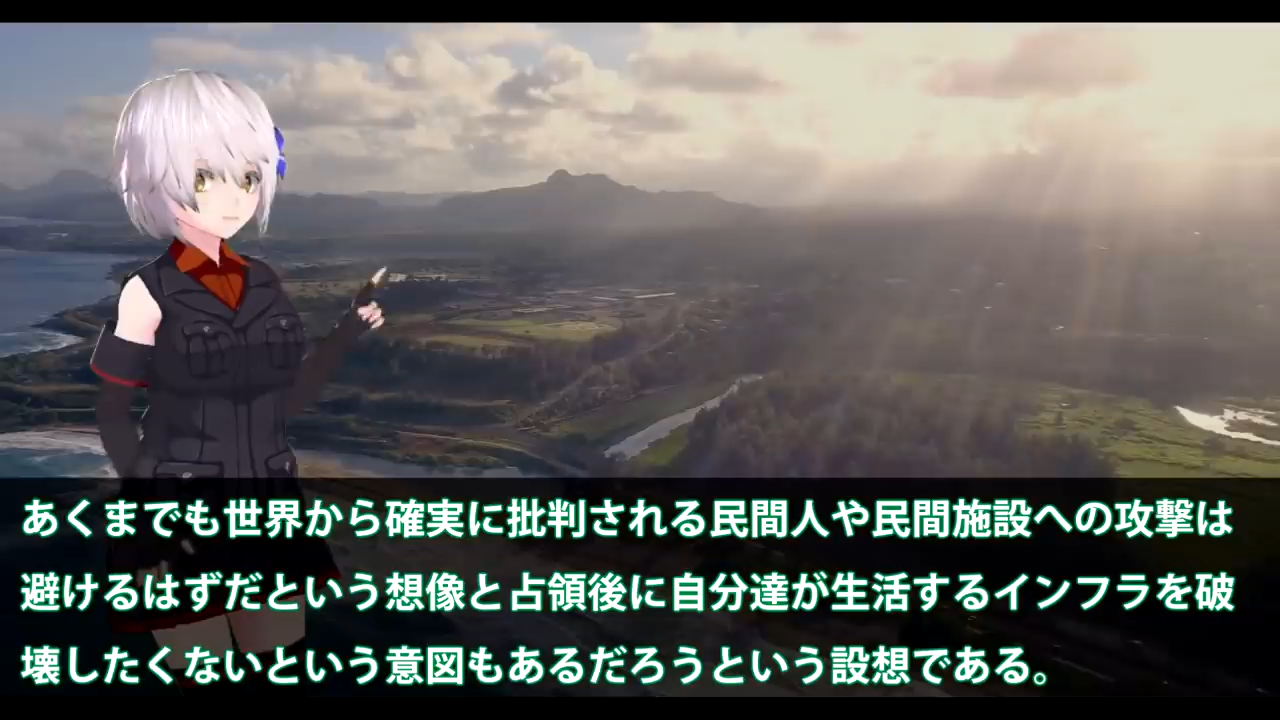 あくまでも世界から確実に批判される民間人や民間施設への攻撃は
避けるはずだという想像と占領後に自分達が生活するインフラを破
壊したくないという意図もあるだろうという設想である。